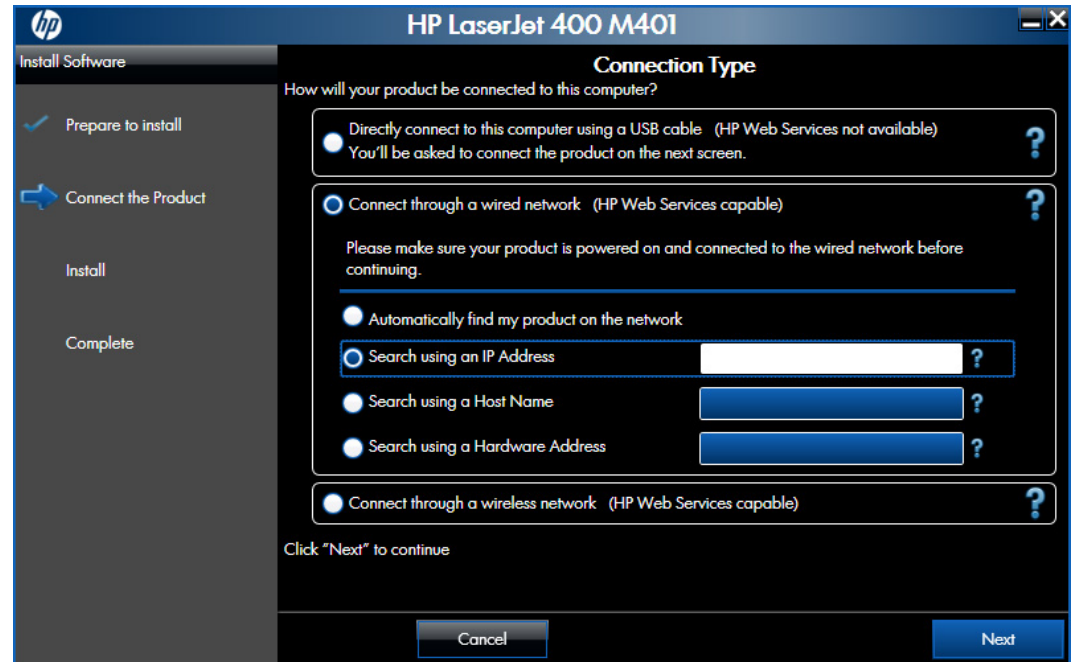 hp
HP LaserJet 400 M401
Install Software
Prepare to install
Connect the Product
Install
Complete
Connection Type
How will your product be connected to this computer?
Directly connect to this computer using a USB cable (HP Web Services not available)
You'll be asked to connect the product on the next screen.
?
Connect through a wired network (HP Web Services capable)
?
Please make sure your product is powered on and connected to the wired network before
continuing.
Automatically find my product on the network
Search using an IP Address ?
Search using a Host Name ?
Search using a Hardware Address ?
Connect through a wireless network (HP Web Services capable)
?
Click "Next" to continue
Cancel
Next